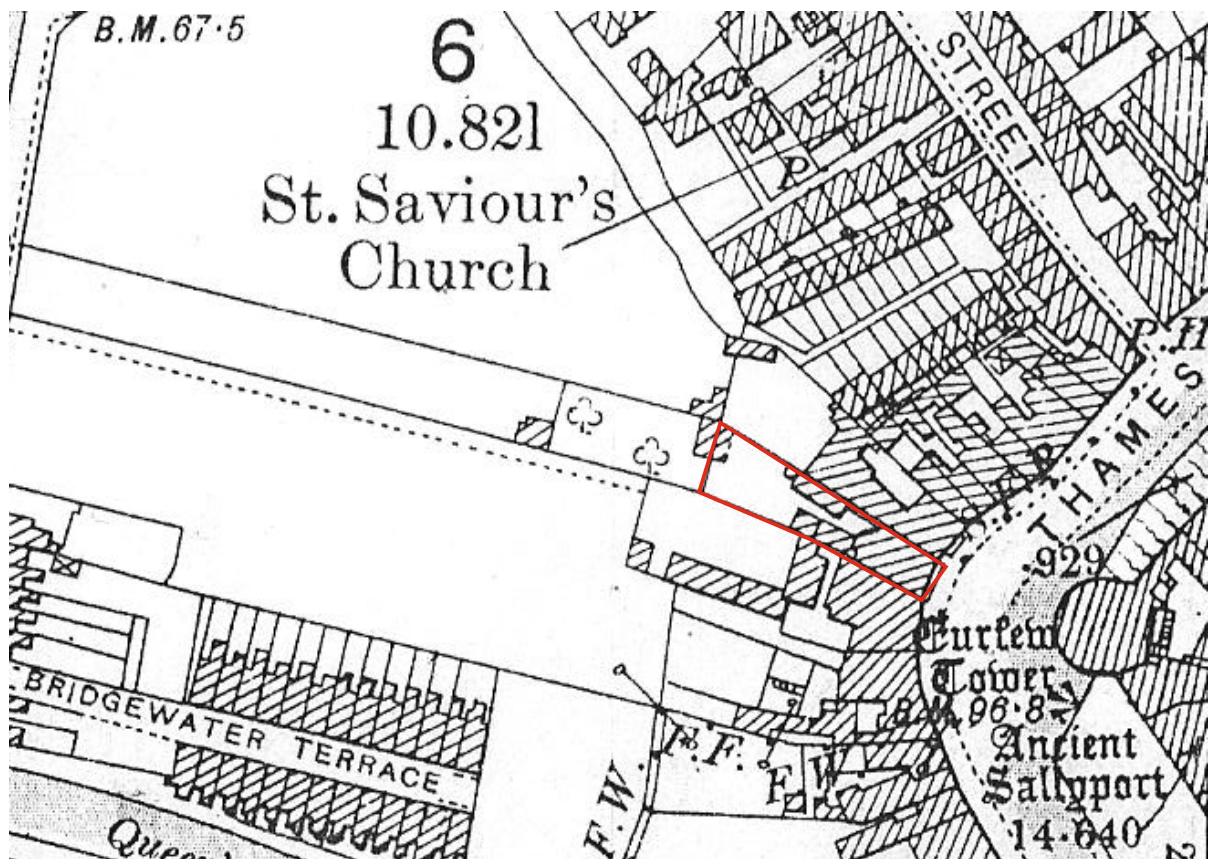 B.M.67·5
6
10.821
St. Saviour's
Church
STREET
P
P.H
THAMES
.929
Curfew
Tower
B.M.96·8
Ancient
Sallyport
14·640
2
BRIDGEWATER TERRACE
F.W.
F.W